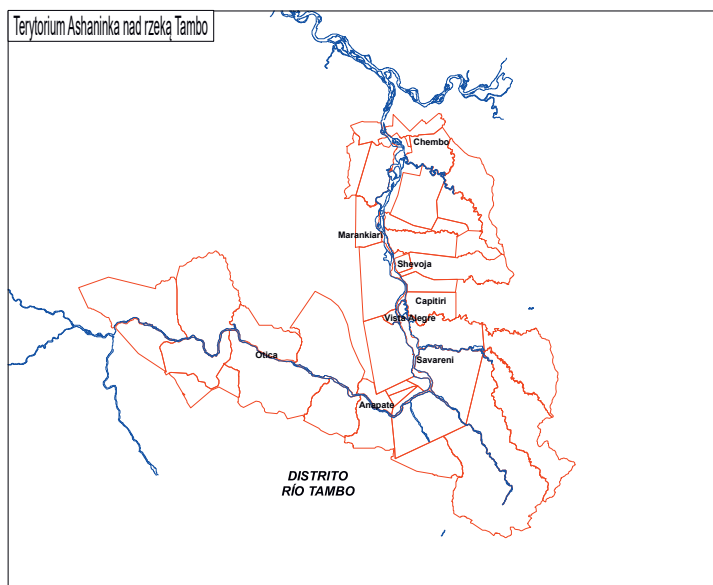 Terytorium Ashaninka nad rzeką Tambo
Chembo
Marankiari
Shevoja
Capitiri
Vista Alegre
Otica
Savareni
Anapate
DISTRITO
RÍO TAMBO